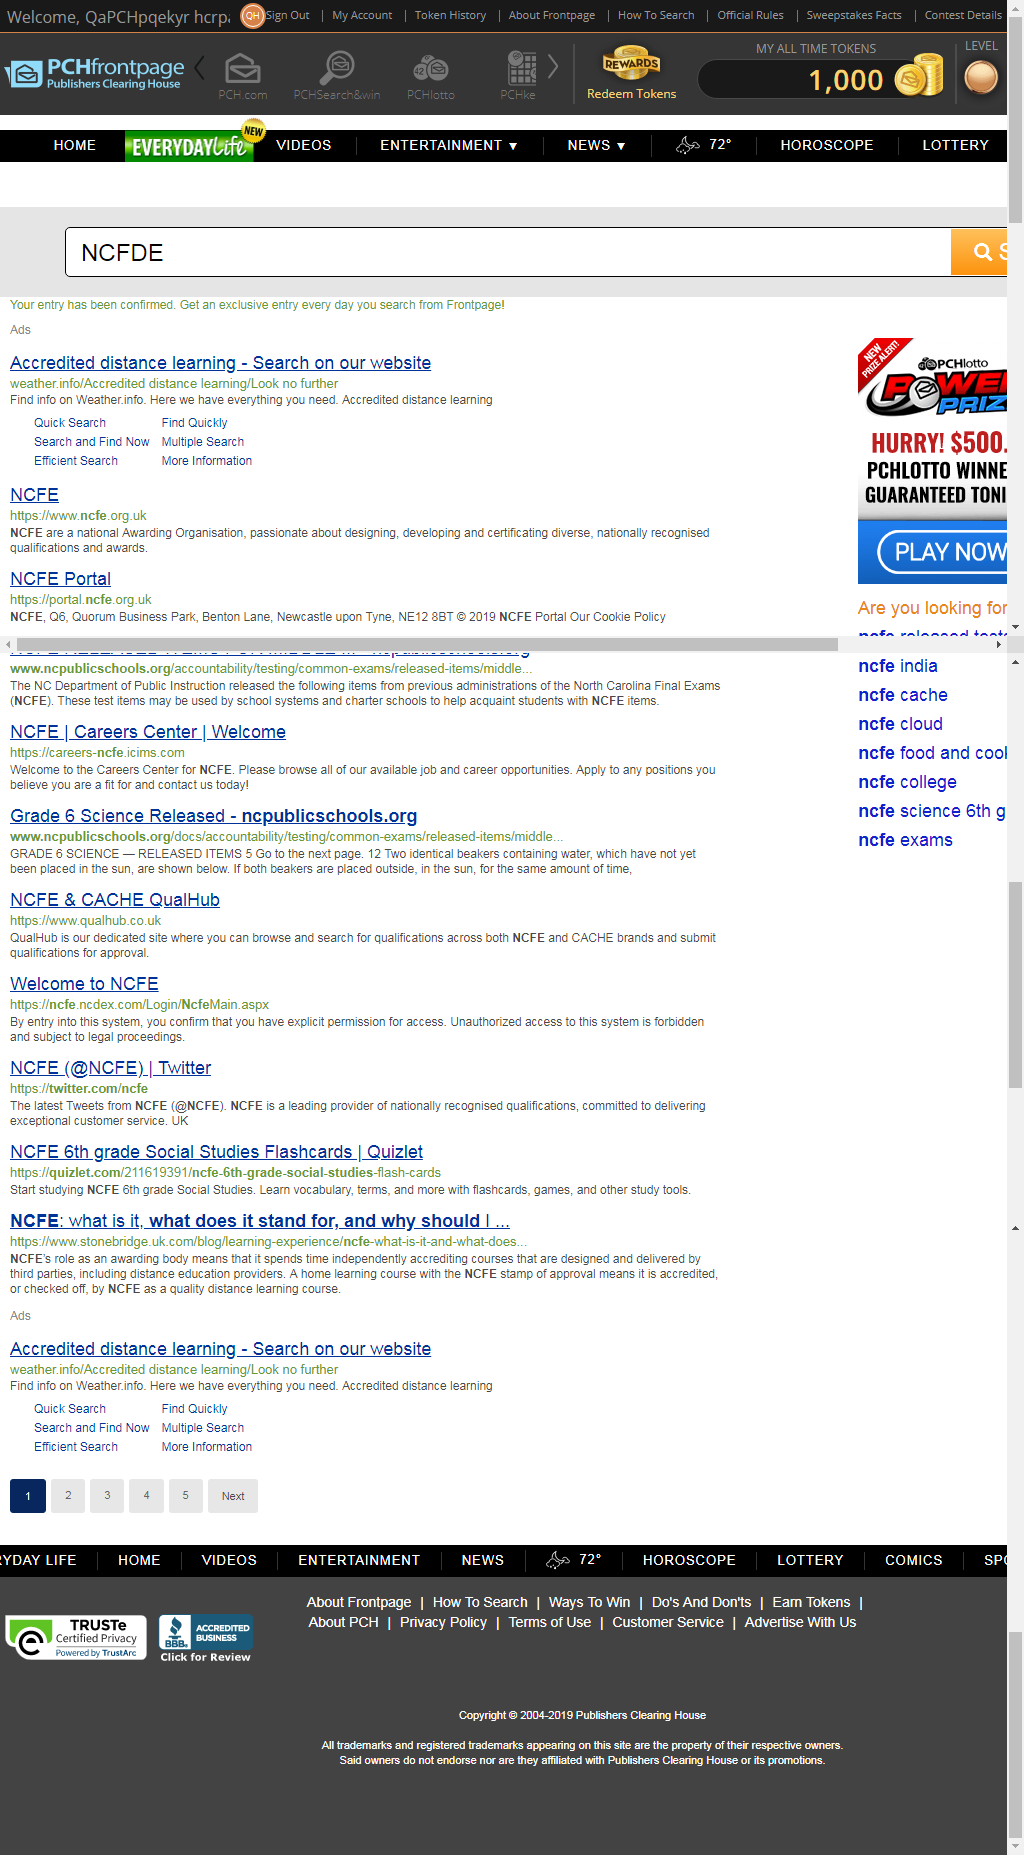 Welcome, QaPCHpqekyr hcrpa
QH
Sign Out | My Account | Token History | About Frontpage | How To Search | Official Rules | Sweepstakes Facts | Contest Details
PCHfrontpage
Publishers Clearing House
PCH.com PCHSearch&win PCHlotto PCHke
42
REWARDS
Redeem Tokens
MY ALL TIME TOKENS
1,000
LEVEL
HOME EVERYDAY Life NEW VIDEOS ENTERTAINMENT ▼ NEWS ▼ 72° HOROSCOPE LOTTERY
NCFDE
S
Your entry has been confirmed. Get an exclusive entry every day you search from Frontpage!
Ads
Accredited distance learning - Search on our website
weather.info/Accredited distance learning/Look no further
Find info on Weather.info. Here we have everything you need. Accredited distance learning
Quick Search Find Quickly
Search and Find Now Multiple Search
Efficient Search More Information
NCFE
https://www.ncfe.org.uk
NCFE are a national Awarding Organisation, passionate about designing, developing and certificating diverse, nationally recognised
qualifications and awards.
NCFE Portal
https://portal.ncfe.org.uk
NCFE, Q6, Quorum Business Park, Benton Lane, Newcastle upon Tyne, NE12 8BT © 2019 NCFE Portal Our Cookie Policy
NEW PRIZE ALERT!
PCHlotto
POWER
PRIZ
HURRY! $500.
PCHLOTTO WINNE
GUARANTEED TONI
PLAY NOW
Are you looking for
ncfe released tests
www.ncpublicschools.org/accountability/testing/common-exams/released-items/middle...
The NC Department of Public Instruction released the following items from previous administrations of the North Carolina Final Exams
(NCFE). These test items may be used by school systems and charter schools to help acquaint students with NCFE items.
NCFE | Careers Center | Welcome
https://careers-ncfe.icims.com
Welcome to the Careers Center for NCFE. Please browse all of our available job and career opportunities. Apply to any positions you
believe you are a fit for and contact us today!
Grade 6 Science Released - ncpublicschools.org
www.ncpublicschools.org/docs/accountability/testing/common-exams/released-items/middle...
GRADE 6 SCIENCE — RELEASED ITEMS 5 Go to the next page. 12 Two identical beakers containing water, which have not yet
been placed in the sun, are shown below. If both beakers are placed outside, in the sun, for the same amount of time,
NCFE & CACHE QualHub
https://www.qualhub.co.uk
QualHub is our dedicated site where you can browse and search for qualifications across both NCFE and CACHE brands and submit
qualifications for approval.
Welcome to NCFE
https://ncfe.ncdex.com/Login/NcfeMain.aspx
By entry into this system, you confirm that you have explicit permission for access. Unauthorized access to this system is forbidden
and subject to legal proceedings.
NCFE (@NCFE) | Twitter
https://twitter.com/ncfe
The latest Tweets from NCFE (@NCFE). NCFE is a leading provider of nationally recognised qualifications, committed to delivering
exceptional customer service. UK
NCFE 6th grade Social Studies Flashcards | Quizlet
https://quizlet.com/211619391/ncfe-6th-grade-social-studies-flash-cards
Start studying NCFE 6th grade Social Studies. Learn vocabulary, terms, and more with flashcards, games, and other study tools.
NCFE: what is it, what does it stand for, and why should I ...
https://www.stonebridge.uk.com/blog/learning-experience/ncfe-what-is-it-and-what-does...
NCFE's role as an awarding body means that it spends time independently accrediting courses that are designed and delivered by
third parties, including distance education providers. A home learning course with the NCFE stamp of approval means it is accredited,
or checked off, by NCFE as a quality distance learning course.
ncfe india
ncfe cache
ncfe cloud
ncfe food and cook
ncfe college
ncfe science 6th g
ncfe exams
Ads
Accredited distance learning - Search on our website
weather.info/Accredited distance learning/Look no further
Find info on Weather.info. Here we have everything you need. Accredited distance learning
Quick Search Find Quickly
Search and Find Now Multiple Search
Efficient Search More Information
1 2 3 4 5 Next
RYDAY LIFE HOME VIDEOS ENTERTAINMENT NEWS 72° HOROSCOPE LOTTERY COMICS SPO
About Frontpage | How To Search | Ways To Win | Do's And Don'ts | Earn Tokens |
About PCH | Privacy Policy | Terms of Use | Customer Service | Advertise With Us
TRUSTe
Certified Privacy
Powered by TrustArc
BBB
ACCREDITED
BUSINESS
Click for Review
Copyright © 2004-2019 Publishers Clearing House
All trademarks and registered trademarks appearing on this site are the property of their respective owners.
Said owners do not endorse nor are they affiliated with Publishers Clearing House or its promotions.